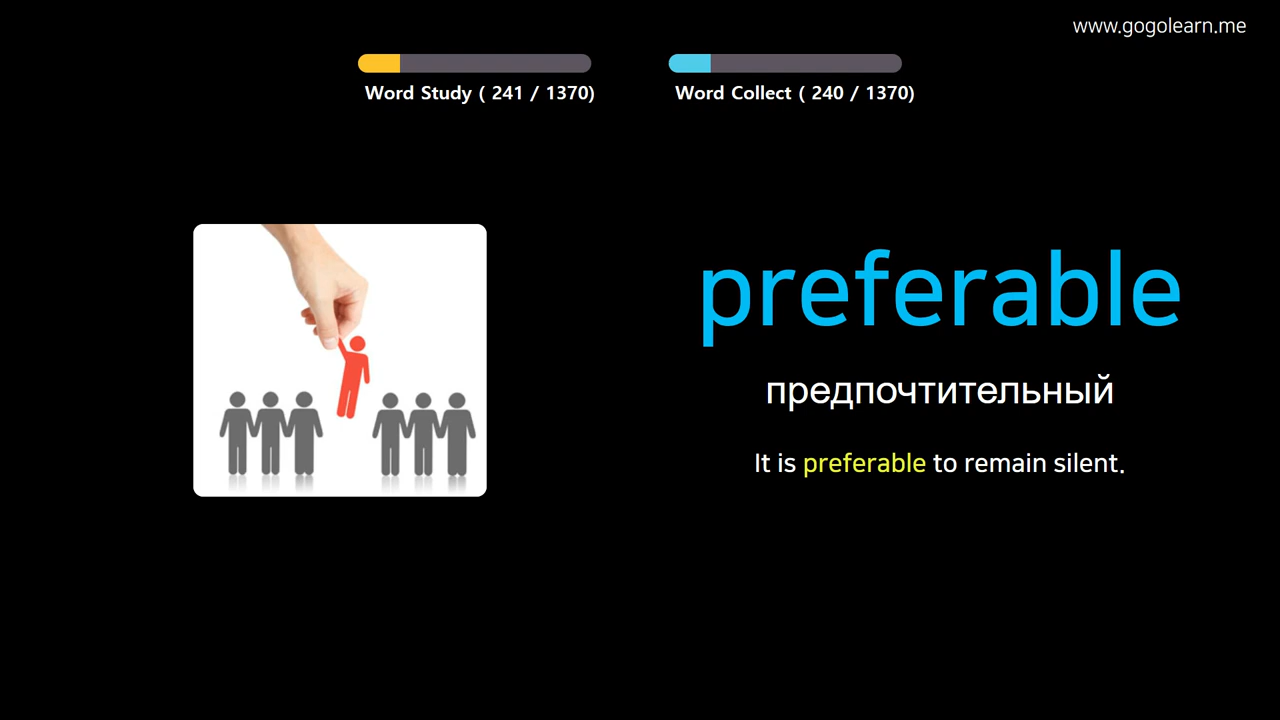 www.gogolearn.me
Word Study ( 241 / 1370)
Word Collect ( 240 / 1370)
preferable
предпочтительный
It is preferable to remain silent.